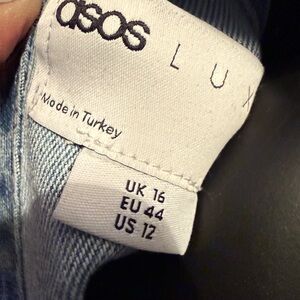 asos LUX
Made in Turkey
UK 16
EU 44
US 12